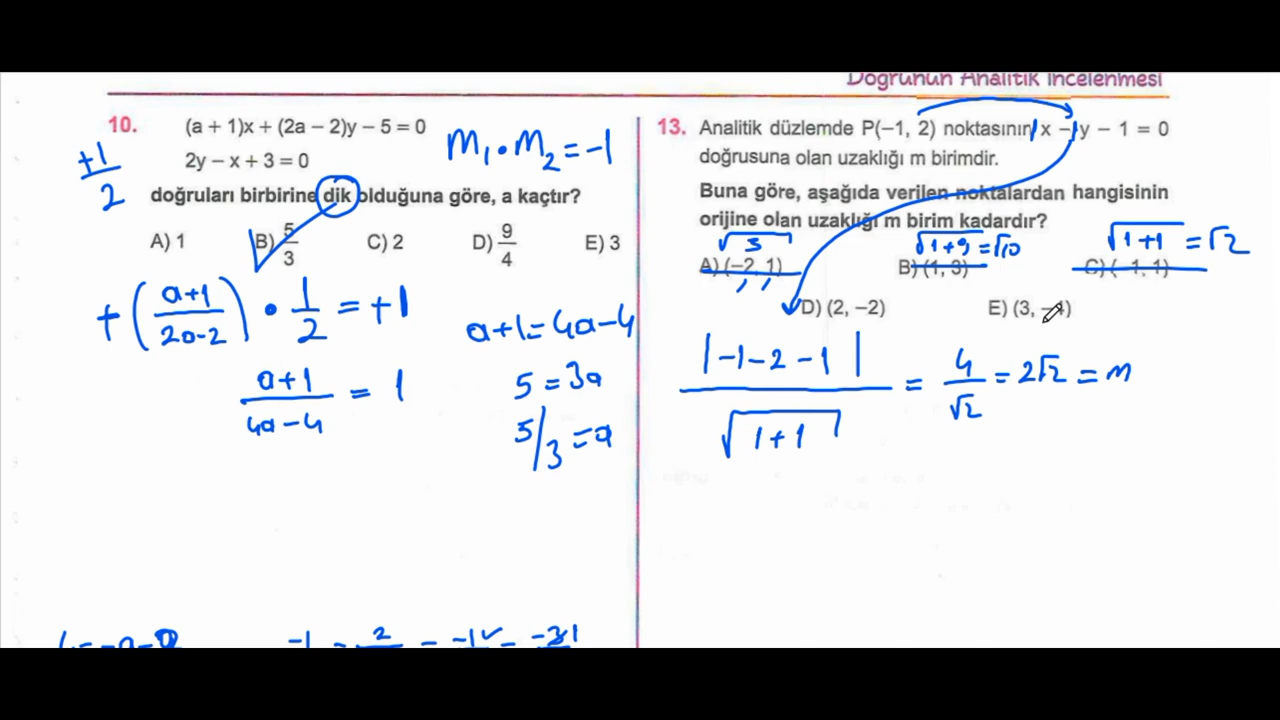 Doğrunun Analitik İncelenmesi
10. (a + 1)x + (2a − 2)y − 5 = 0
2y − x + 3 = 0
m₁ · m₂ = −1
+1/2
doğruları birbirine dik olduğuna göre, a kaçtır?
A) 1 B) 5/3 C) 2 D) 9/4 E) 3
+((a+1)/(2a-2)) · 1/2 = +1
(a+1)/(4a-4) = 1
a+1=4a-4
5=3a
5/3=a
13. Analitik düzlemde P(−1, 2) noktasının 1x − 1y − 1 = 0
doğrusuna olan uzaklığı m birimdir.
Buna göre, aşağıda verilen noktalardan hangisinin
orijine olan uzaklığı m birim kadardır?
√3 √(1+9)=√10 √(1+1)=√2
A) (−2, 1) B) (1, 3) C) (−1, 1)
D) (2, −2) E) (3,
|-1-2-1| / √(1+1) = 4/√2 = 2√2 = m
-1 = 2 = -1 =